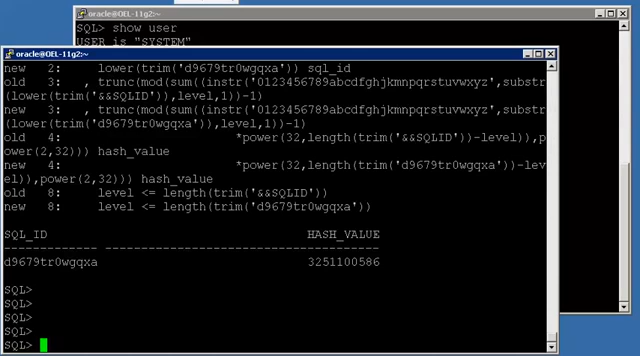 oracle@OEL-11g2:~
SQL> show user
USER is "SYSTEM"
oracle@OEL-11g2:~
new   2:      lower(trim('d9679tr0wgqxa')) sql_id
old   3:    , trunc(mod(sum((instr('0123456789abcdfghjkmnpqrstuvwxyz',substr
(lower(trim('&&SQLID')),level,1))-1)
new   3:    , trunc(mod(sum((instr('0123456789abcdfghjkmnpqrstuvwxyz',substr
(lower(trim('d9679tr0wgqxa')),level,1))-1)
old   4:                         *power(32,length(trim('&&SQLID'))-level)),p
ower(2,32))) hash_value
new   4:                         *power(32,length(trim('d9679tr0wgqxa'))-lev
el)),power(2,32))) hash_value
old   8:      level <= length(trim('&&SQLID'))
new   8:      level <= length(trim('d9679tr0wgqxa'))
SQL_ID                                  HASH_VALUE
------------- ------------------------------------
d9679tr0wgqxa                           3251100586
SQL>
SQL>
SQL>
SQL>
SQL>